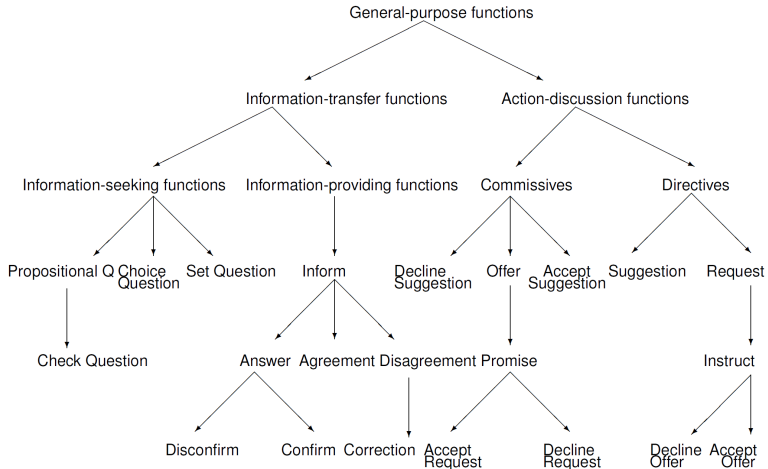 General-purpose functions
Information-transfer functions
Action-discussion functions
Information-seeking functions
Information-providing functions
Commissives
Directives
Propositional Q
Choice
Question
Set Question
Inform
Decline
Suggestion
Offer
Accept
Suggestion
Suggestion
Request
Check Question
Answer
Agreement
Disagreement
Promise
Instruct
Disconfirm
Confirm
Correction
Accept
Request
Decline
Request
Decline
Offer
Accept
Offer